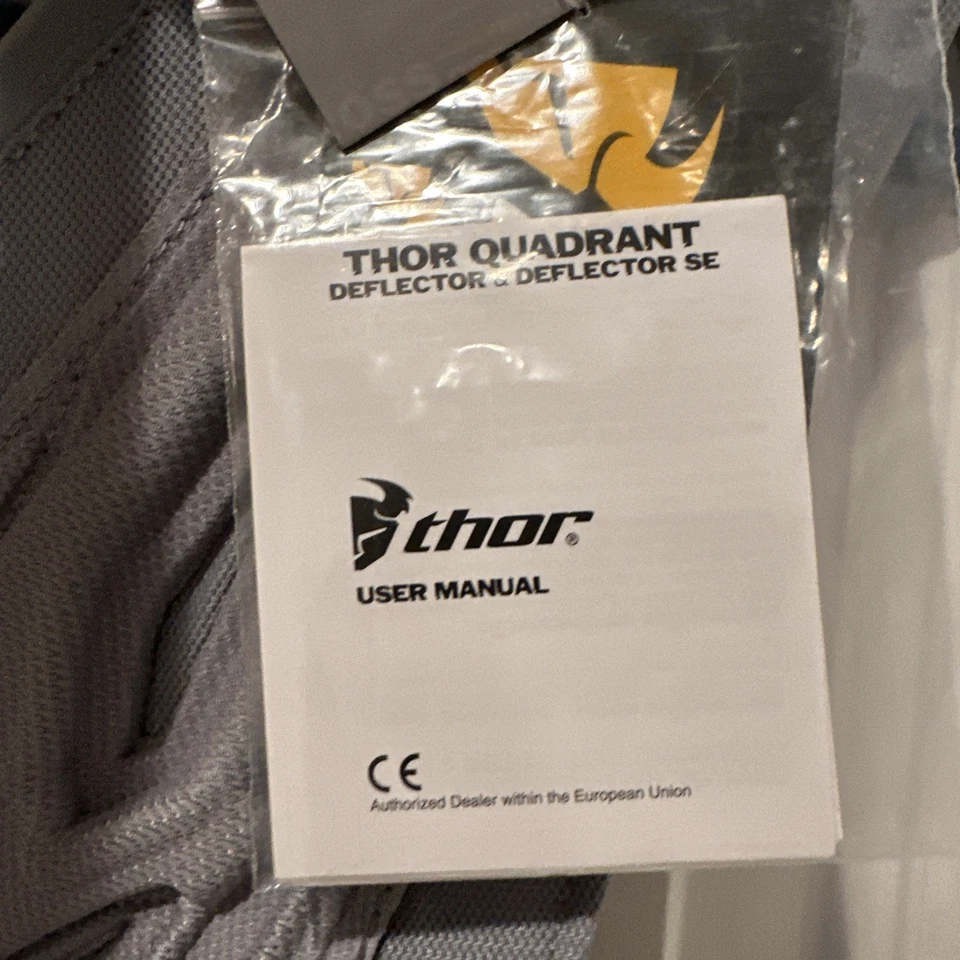 THOR QUADRANT
DEFLECTOR & DEFLECTOR SE
thor®
USER MANUAL
CE
Authorized Dealer within the European Union